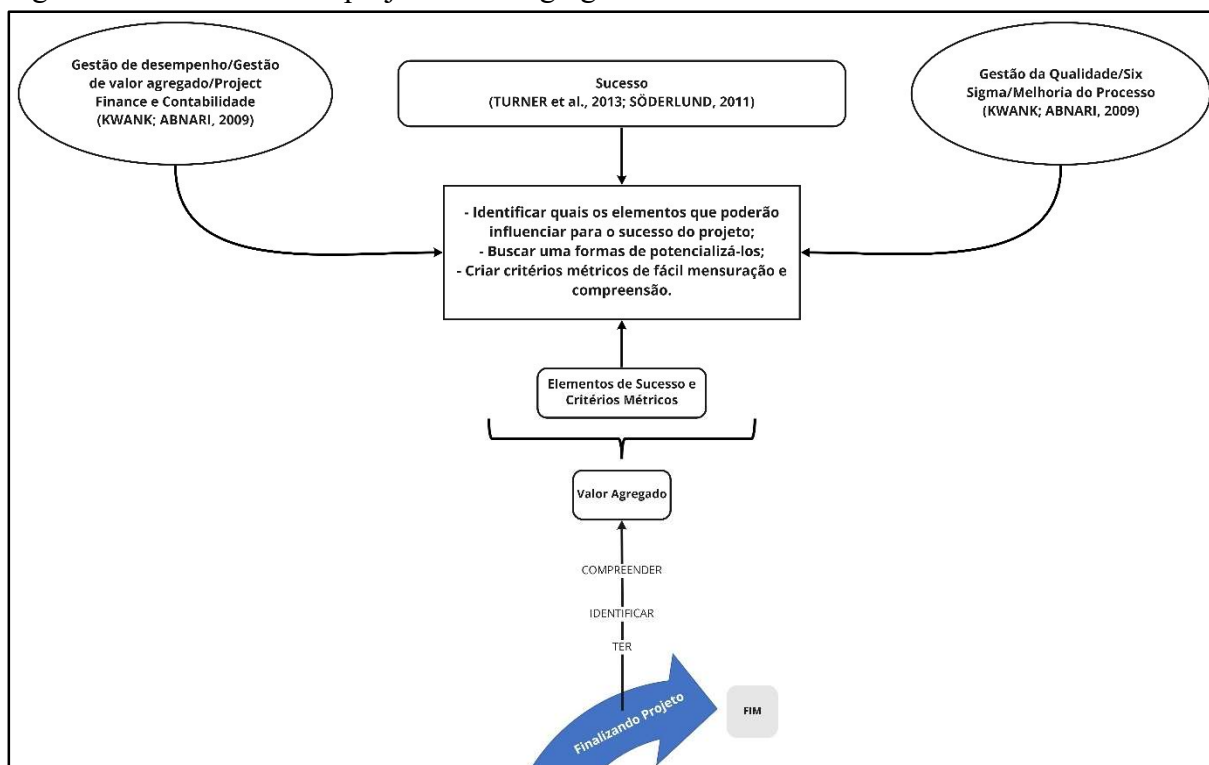 Gestão de desempenho/Gestão
de valor agregado/Project
Finance e Contabilidade
(KWANK; ABNARI, 2009)
Sucesso
(TURNER et al., 2013; SÖDERLUND, 2011)
Gestão da Qualidade/Six
Sigma/Melhoria do Processo
(KWANK; ABNARI, 2009)
- Identificar quais os elementos que poderão
influenciar para o sucesso do projeto;
- Buscar uma formas de potencializá-los;
- Criar critérios métricos de fácil mensuração e
compreensão.
Elementos de Sucesso e
Critérios Métricos
Valor Agregado
COMPREENDER
IDENTIFICAR
TER
Finalizando Projeto
FIM